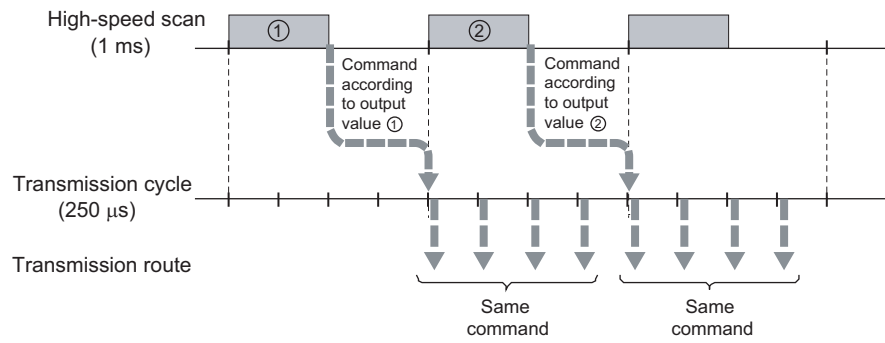 High-speed scan
(1 ms)
①
②
Command
according
to output
value ①
Command
according
to output
value ②
Transmission cycle
(250 μs)
Transmission route
Same
command
Same
command